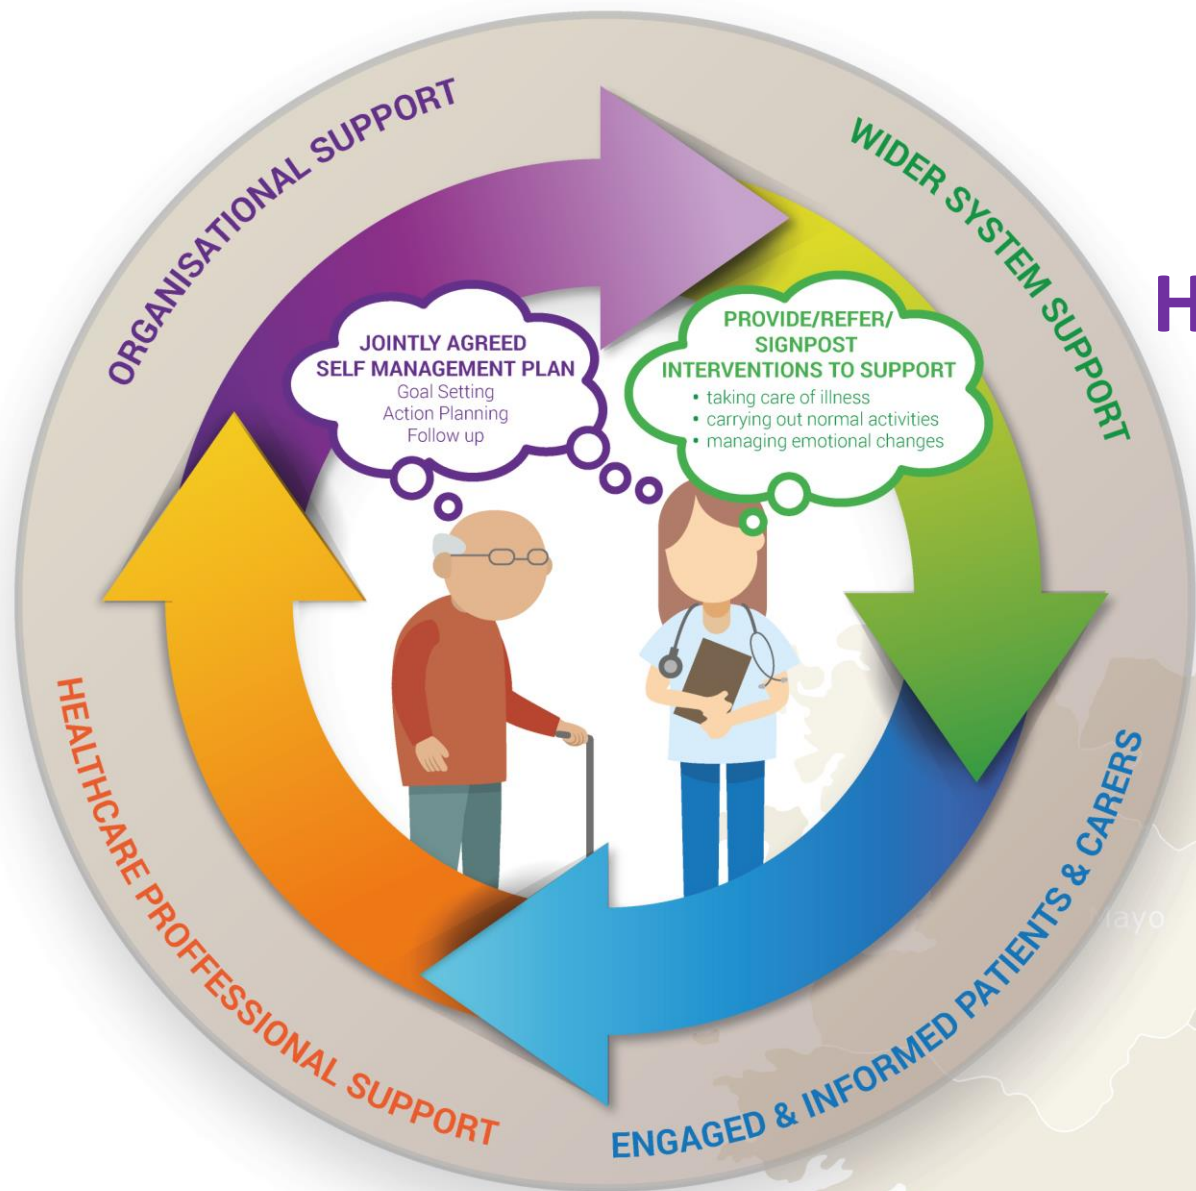 ORGANISATIONAL SUPPORT
WIDER SYSTEM SUPPORT
H
JOINTLY AGREED
SELF MANAGEMENT PLAN
Goal Setting
Action Planning
Follow up
PROVIDE/REFER/
SIGNPOST
INTERVENTIONS TO SUPPORT
• taking care of illness
• carrying out normal activities
• managing emotional changes
HEALTHCARE PROFFESSIONAL SUPPORT
ENGAGED & INFORMED PATIENTS & CARERS
ayo